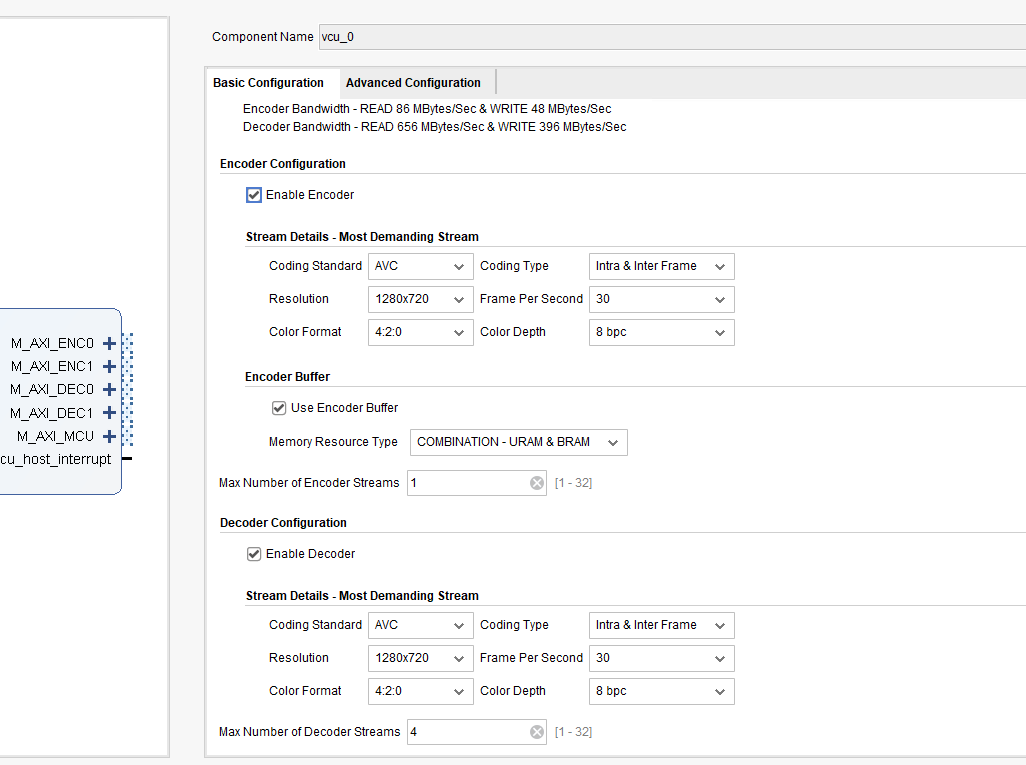 Component Name vcu_0
Basic Configuration Advanced Configuration
Encoder Bandwidth - READ 86 MBytes/Sec & WRITE 48 MBytes/Sec
Decoder Bandwidth - READ 656 MBytes/Sec & WRITE 396 MBytes/Sec
Encoder Configuration
Enable Encoder
Stream Details - Most Demanding Stream
Coding Standard AVC Coding Type Intra & Inter Frame
Resolution 1280x720 Frame Per Second 30
Color Format 4:2:0 Color Depth 8 bpc
Encoder Buffer
Use Encoder Buffer
Memory Resource Type COMBINATION - URAM & BRAM
Max Number of Encoder Streams 1 [1 - 32]
Decoder Configuration
Enable Decoder
Stream Details - Most Demanding Stream
Coding Standard AVC Coding Type Intra & Inter Frame
Resolution 1280x720 Frame Per Second 30
Color Format 4:2:0 Color Depth 8 bpc
Max Number of Decoder Streams 4 [1 - 32]
M_AXI_ENC0
M_AXI_ENC1
M_AXI_DEC0
M_AXI_DEC1
M_AXI_MCU
cu_host_interrupt